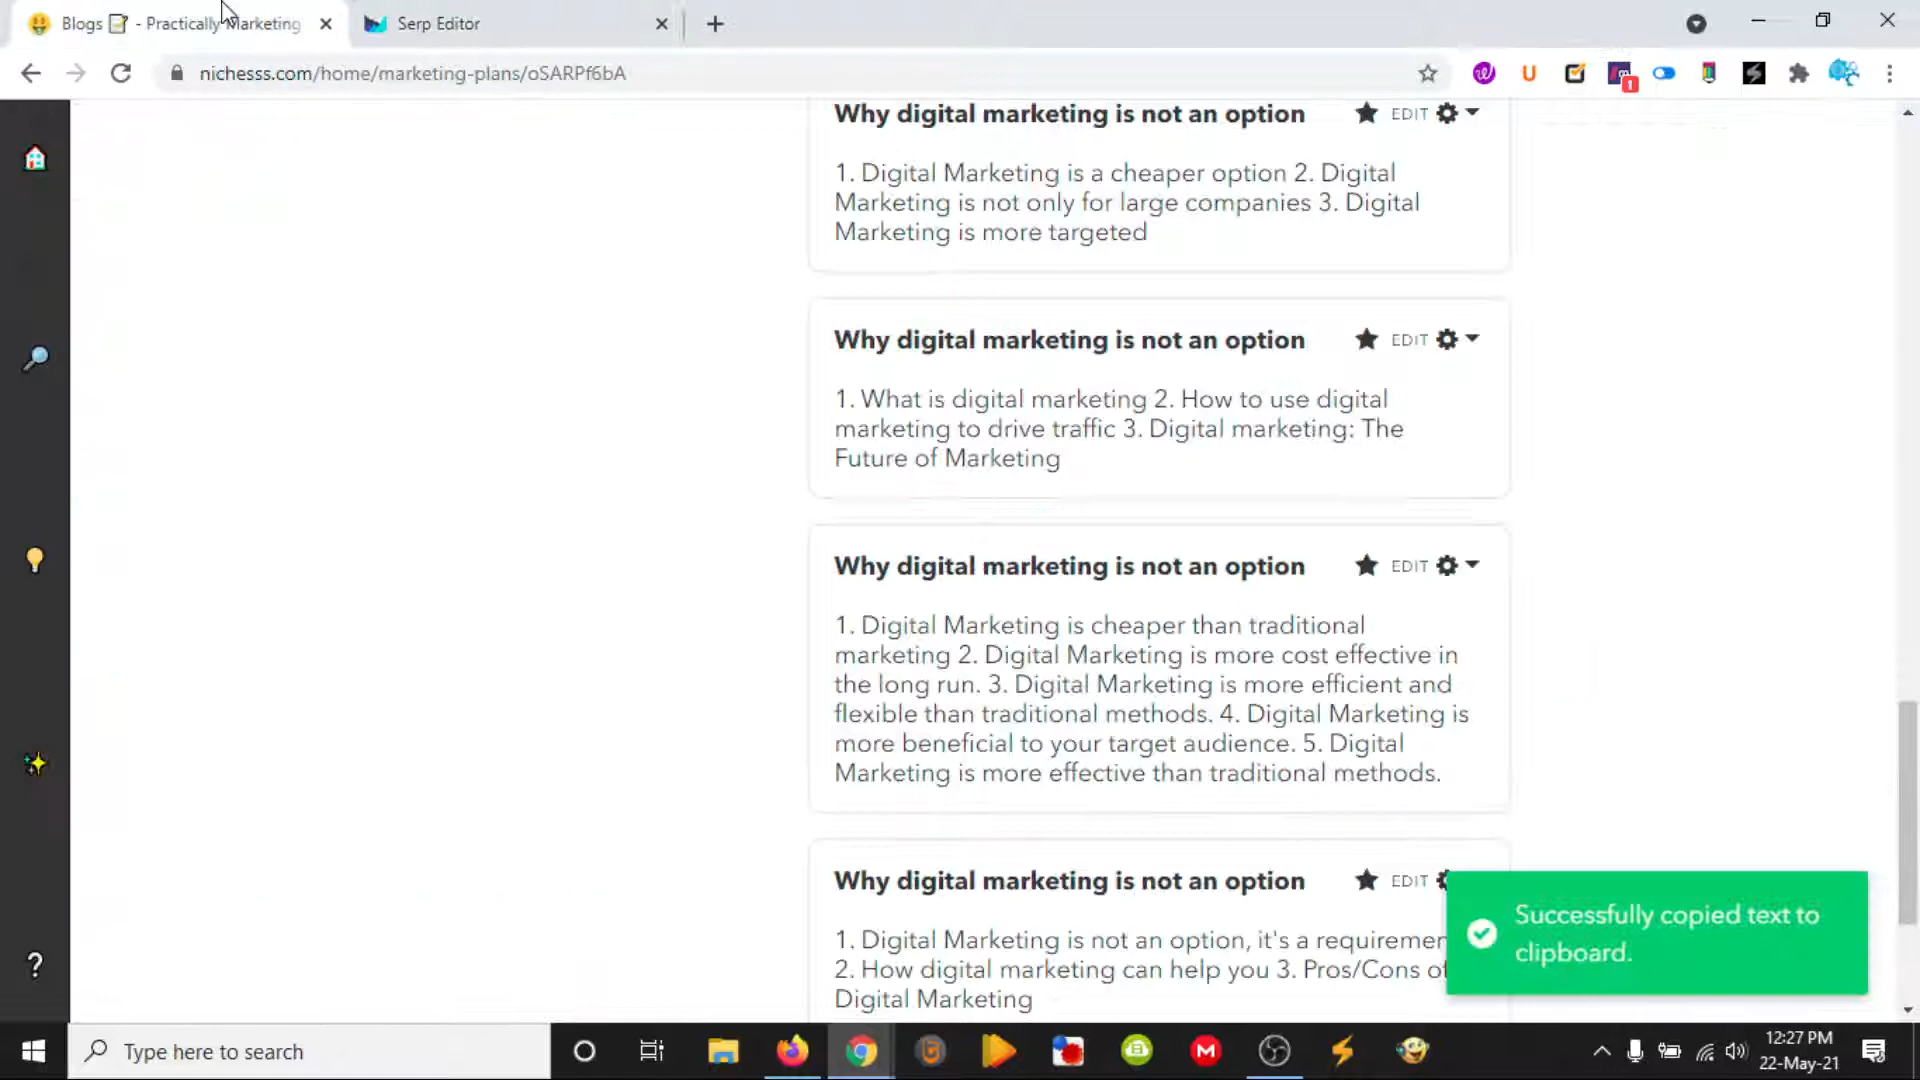 Blogs - Practically Marketing
Serp Editor
nichesss.com/home/marketing-plans/oSARPf6bA
1
Why digital marketing is not an option
EDIT
1. Digital Marketing is a cheaper option 2. Digital
Marketing is not only for large companies 3. Digital
Marketing is more targeted
Why digital marketing is not an option
EDIT
1. What is digital marketing 2. How to use digital
marketing to drive traffic 3. Digital marketing: The
Future of Marketing
Why digital marketing is not an option
EDIT
1. Digital Marketing is cheaper than traditional
marketing 2. Digital Marketing is more cost effective in
the long run. 3. Digital Marketing is more efficient and
flexible than traditional methods. 4. Digital Marketing is
more beneficial to your target audience. 5. Digital
Marketing is more effective than traditional methods.
Why digital marketing is not an option
EDIT
1. Digital Marketing is not an option, it's a requiremen
2. How digital marketing can help you 3. Pros/Cons of
Digital Marketing
Successfully copied text to
clipboard.
Type here to search
12:27 PM
22-May-21